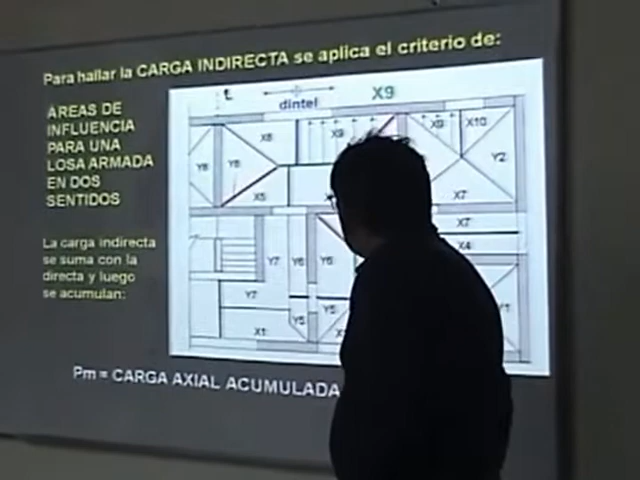 Para hallar la CARGA INDIRECTA se aplica el criterio de:
ÁREAS DE
INFLUENCIA
PARA UNA
LOSA ARMADA
EN DOS
SENTIDOS
La carga indirecta
se suma con la
directa y luego
se acumulan:
t
dintel
X9
X8
X9
X9
X10
Y8
Y8
Y2
X5
X7
X7
X4
Y7
Y6
Y6
Y7
Y5
Y5
Y1
X1
Pm = CARGA AXIAL ACUMULADA